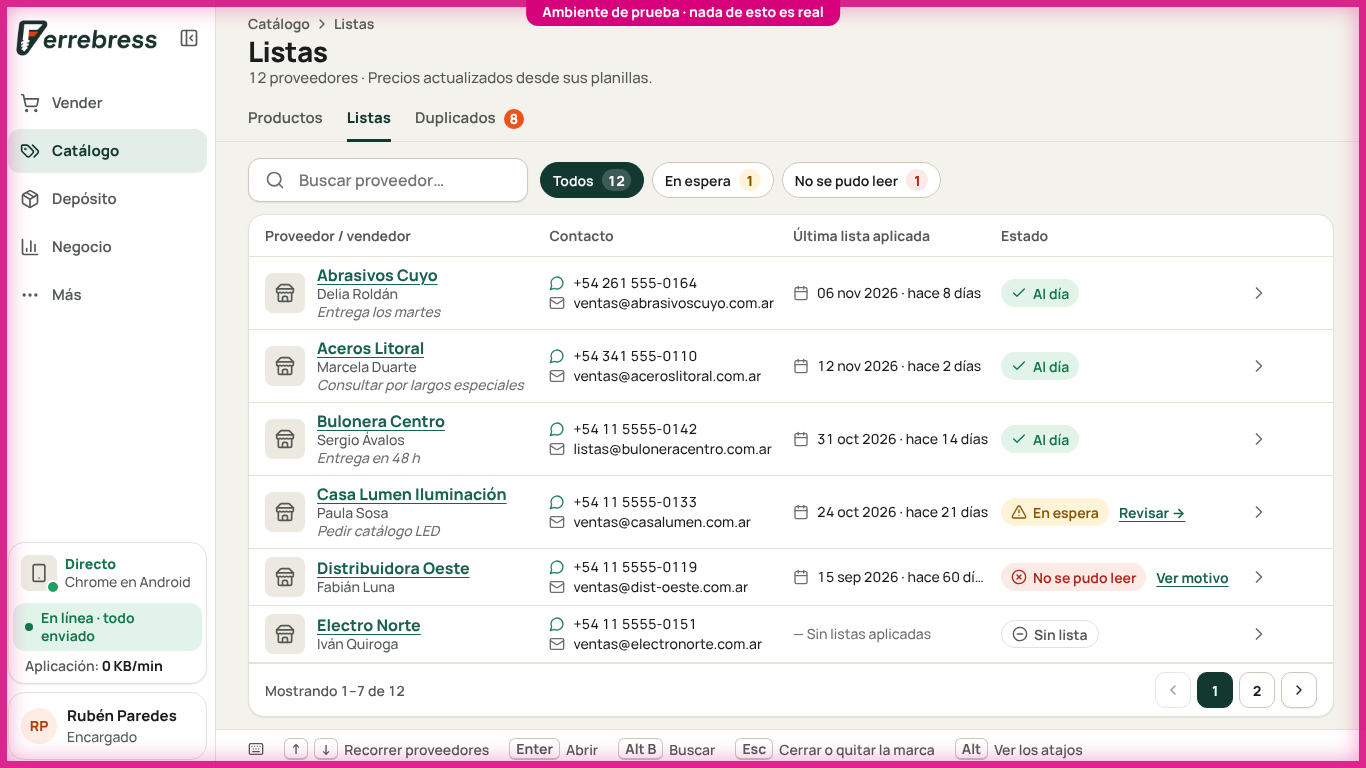 Ambiente de prueba · nada de esto es real
Ferrebress
Vender
Catálogo
Depósito
Negocio
Más
Directo
Chrome en Android
En línea · todo
enviado
Aplicación: 0 KB/min
RP
Rubén Paredes
Encargado
Catálogo > Listas
Listas
12 proveedores · Precios actualizados desde sus planillas.
Productos Listas Duplicados 8
Buscar proveedor… Todos 12 En espera 1 No se pudo leer 1
Proveedor / vendedor Contacto Última lista aplicada Estado
Abrasivos Cuyo
Delia Roldán
Entrega los martes
+54 261 555-0164
ventas@abrasivoscuyo.com.ar
06 nov 2026 · hace 8 días
Al día
Aceros Litoral
Marcela Duarte
Consultar por largos especiales
+54 341 555-0110
ventas@aceroslitoral.com.ar
12 nov 2026 · hace 2 días
Al día
Bulonera Centro
Sergio Ávalos
Entrega en 48 h
+54 11 5555-0142
listas@buloneracentro.com.ar
31 oct 2026 · hace 14 días
Al día
Casa Lumen Iluminación
Paula Sosa
Pedir catálogo LED
+54 11 5555-0133
ventas@casalumen.com.ar
24 oct 2026 · hace 21 días
En espera
Revisar →
Distribuidora Oeste
Fabián Luna
+54 11 5555-0119
ventas@dist-oeste.com.ar
15 sep 2026 · hace 60 dí…
No se pudo leer
Ver motivo
Electro Norte
Iván Quiroga
+54 11 5555-0151
ventas@electronorte.com.ar
— Sin listas aplicadas
Sin lista
Mostrando 1–7 de 12
1 2
↑ ↓ Recorrer proveedores Enter Abrir Alt B Buscar Esc Cerrar o quitar la marca Alt Ver los atajos